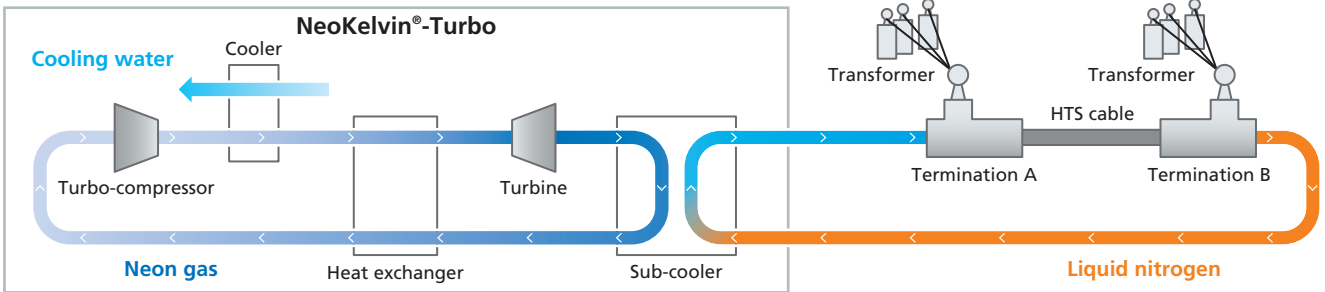 NeoKelvin®-Turbo
Cooler
Cooling water
Transformer
Transformer
HTS cable
Turbo-compressor
Turbine
Termination A
Termination B
Neon gas
Heat exchanger
Sub-cooler
Liquid nitrogen